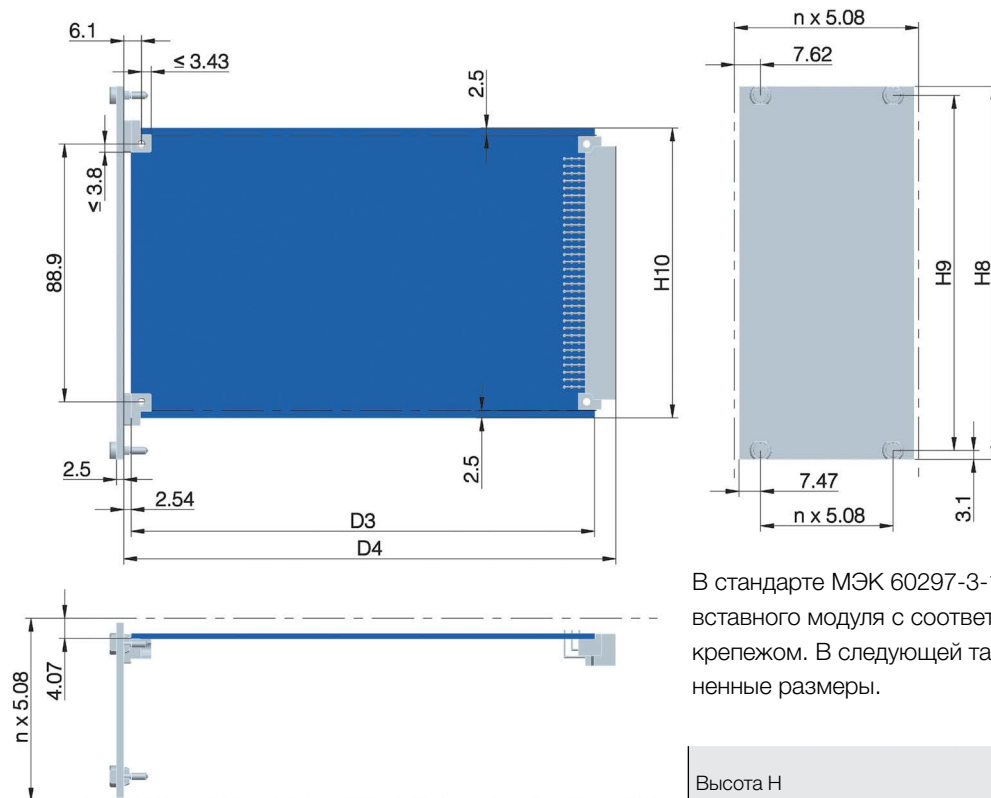 6.1
≤ 3.43
2.5
≤ 3.8
88.9
H10
2.5
2.5
2.54
D3
D4
n x 5.08
7.62
H9
H8
7.47
3.1
n x 5.08
n x 5.08
4.07
В стандарте МЭК 60297-3-
вставного модуля с соответ
крепежом. В следующей та
ненные размеры.
Высота H